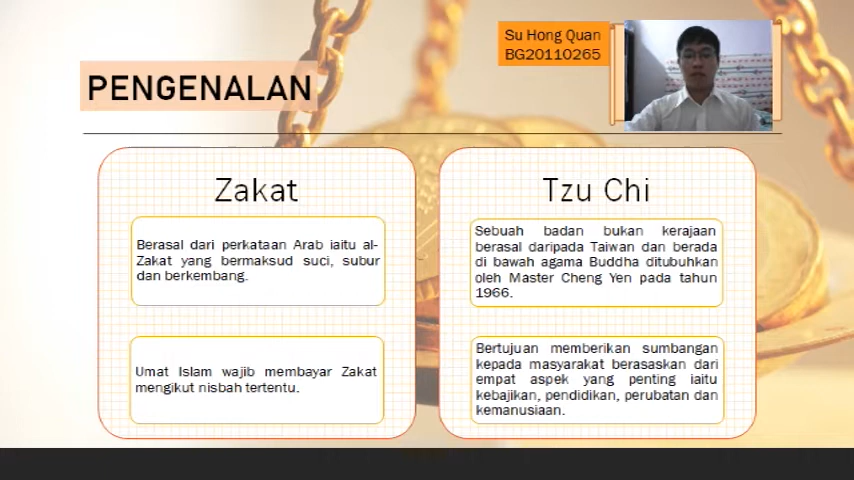 Su Hong Quan
BG20110265
PENGENALAN
Zakat
Berasal dari perkataan Arab iaitu al-
Zakat yang bermaksud suci, subur
dan berkembang.
Umat Islam wajib membayar Zakat
mengikut nisbah tertentu.
Tzu Chi
Sebuah badan bukan kerajaan
berasal daripada Taiwan dan berada
di bawah agama Buddha ditubuhkan
oleh Master Cheng Yen pada tahun
1966.
Bertujuan memberikan sumbangan
kepada masyarakat berasaskan dari
empat aspek yang penting iaitu
kebajikan, pendidikan, perubatan dan
kemanusiaan.